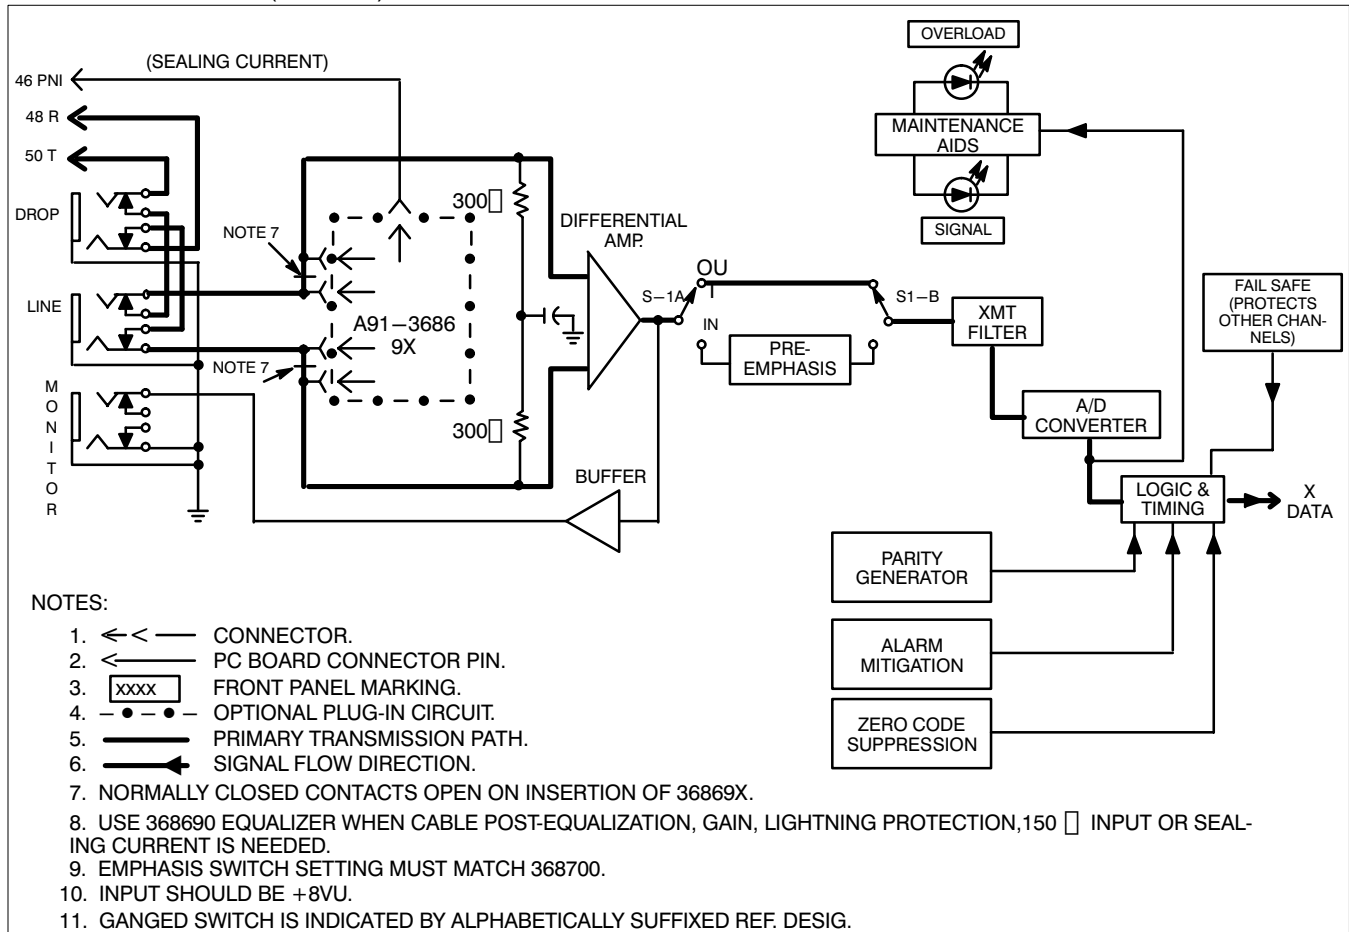 (SEALING CURRENT)
46 PNI
48 R
50 T
DROP
LINE
MONITOR
NOTE 7
NOTE 7
A91–3686
9X
300▯
300▯
DIFFERENTIAL
AMP.
BUFFER
S–1A
OU
T
IN
PRE-
EMPHASIS
S1–B
XMT
FILTER
A/D
CONVERTER
OVERLOAD
MAINTENANCE
AIDS
SIGNAL
FAIL SAFE
(PROTECTS
OTHER CHAN-
NELS)
LOGIC &
TIMING
X
DATA
PARITY
GENERATOR
ALARM
MITIGATION
ZERO CODE
SUPPRESSION
NOTES:
1. CONNECTOR.
2. PC BOARD CONNECTOR PIN.
3. XXXX FRONT PANEL MARKING.
4. OPTIONAL PLUG-IN CIRCUIT.
5. PRIMARY TRANSMISSION PATH.
6. SIGNAL FLOW DIRECTION.
7. NORMALLY CLOSED CONTACTS OPEN ON INSERTION OF 36869X.
8. USE 368690 EQUALIZER WHEN CABLE POST-EQUALIZATION, GAIN, LIGHTNING PROTECTION,150 ▯ INPUT OR SEAL-
ING CURRENT IS NEEDED.
9. EMPHASIS SWITCH SETTING MUST MATCH 368700.
10. INPUT SHOULD BE +8VU.
11. GANGED SWITCH IS INDICATED BY ALPHABETICALLY SUFFIXED REF. DESIG.